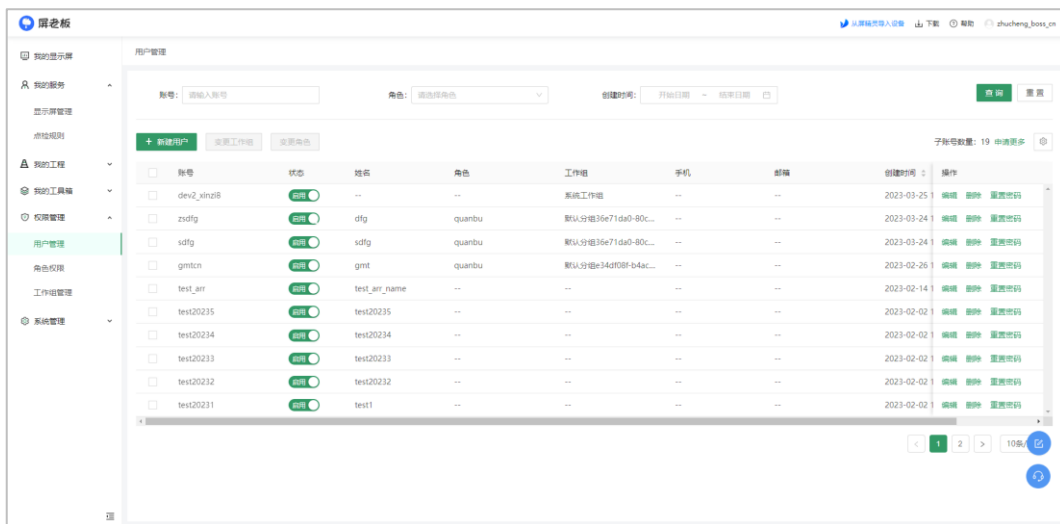 屏老板
从屏精灵导入设备 下载 帮助 zhucheng_boss_cn
我的显示屏
我的服务
显示屏管理
点检规则
我的工程
我的工具箱
权限管理
用户管理
角色权限
工作组管理
系统管理
用户管理
账号: 请输入账号 角色: 请选择角色 创建时间: 开始日期 ~ 结束日期 查询 重置
+ 新建用户 变更工作组 变更角色 子账号数量: 19 申请更多
账号 状态 姓名 角色 工作组 手机 邮箱 创建时间 操作
dev2_xinzi8 启用 -- -- 系统工作组 -- -- 2023-03-25 1 编辑 删除 重置密码
zsdfg 启用 dfg quanbu 默认分组36e71da0-80c... -- -- 2023-03-24 1 编辑 删除 重置密码
sdfg 启用 sdfg quanbu 默认分组36e71da0-80c... -- -- 2023-03-24 1 编辑 删除 重置密码
gmtcn 启用 gmt quanbu 默认分组e34df08f-b4ac... -- -- 2023-02-26 1 编辑 删除 重置密码
test_arr 启用 test_arr_name -- -- -- -- 2023-02-14 1 编辑 删除 重置密码
test20235 启用 test20235 -- -- -- -- 2023-02-02 1 编辑 删除 重置密码
test20234 启用 test20234 -- -- -- -- 2023-02-02 1 编辑 删除 重置密码
test20233 启用 test20233 -- -- -- -- 2023-02-02 1 编辑 删除 重置密码
test20232 启用 test20232 -- -- -- -- 2023-02-02 1 编辑 删除 重置密码
test20231 启用 test1 -- -- -- -- 2023-02-02 1 编辑 删除 重置密码
< 1 2 > 10条/